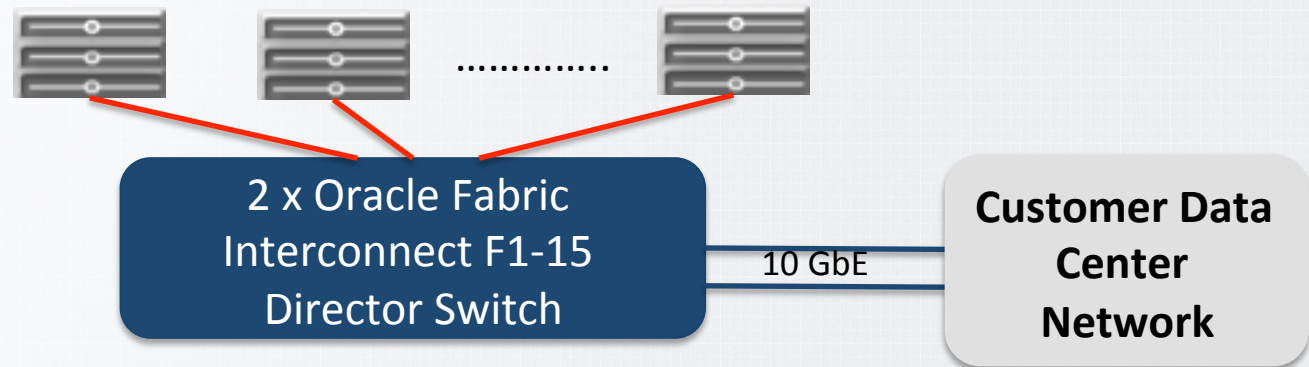 …………..
2 x Oracle Fabric
Interconnect F1-15
Director Switch
10 GbE
Customer Data
Center
Network